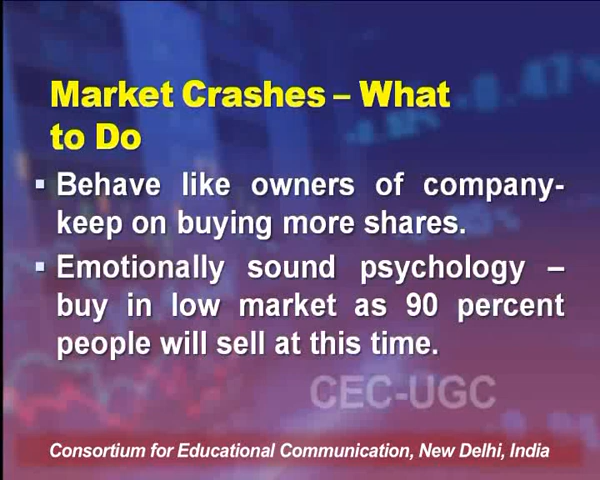 Market Crashes – What
to Do
▪ Behave like owners of company-
keep on buying more shares.
▪ Emotionally sound psychology –
buy in low market as 90 percent
people will sell at this time.
CEC-UGC
Consortium for Educational Communication, New Delhi, India